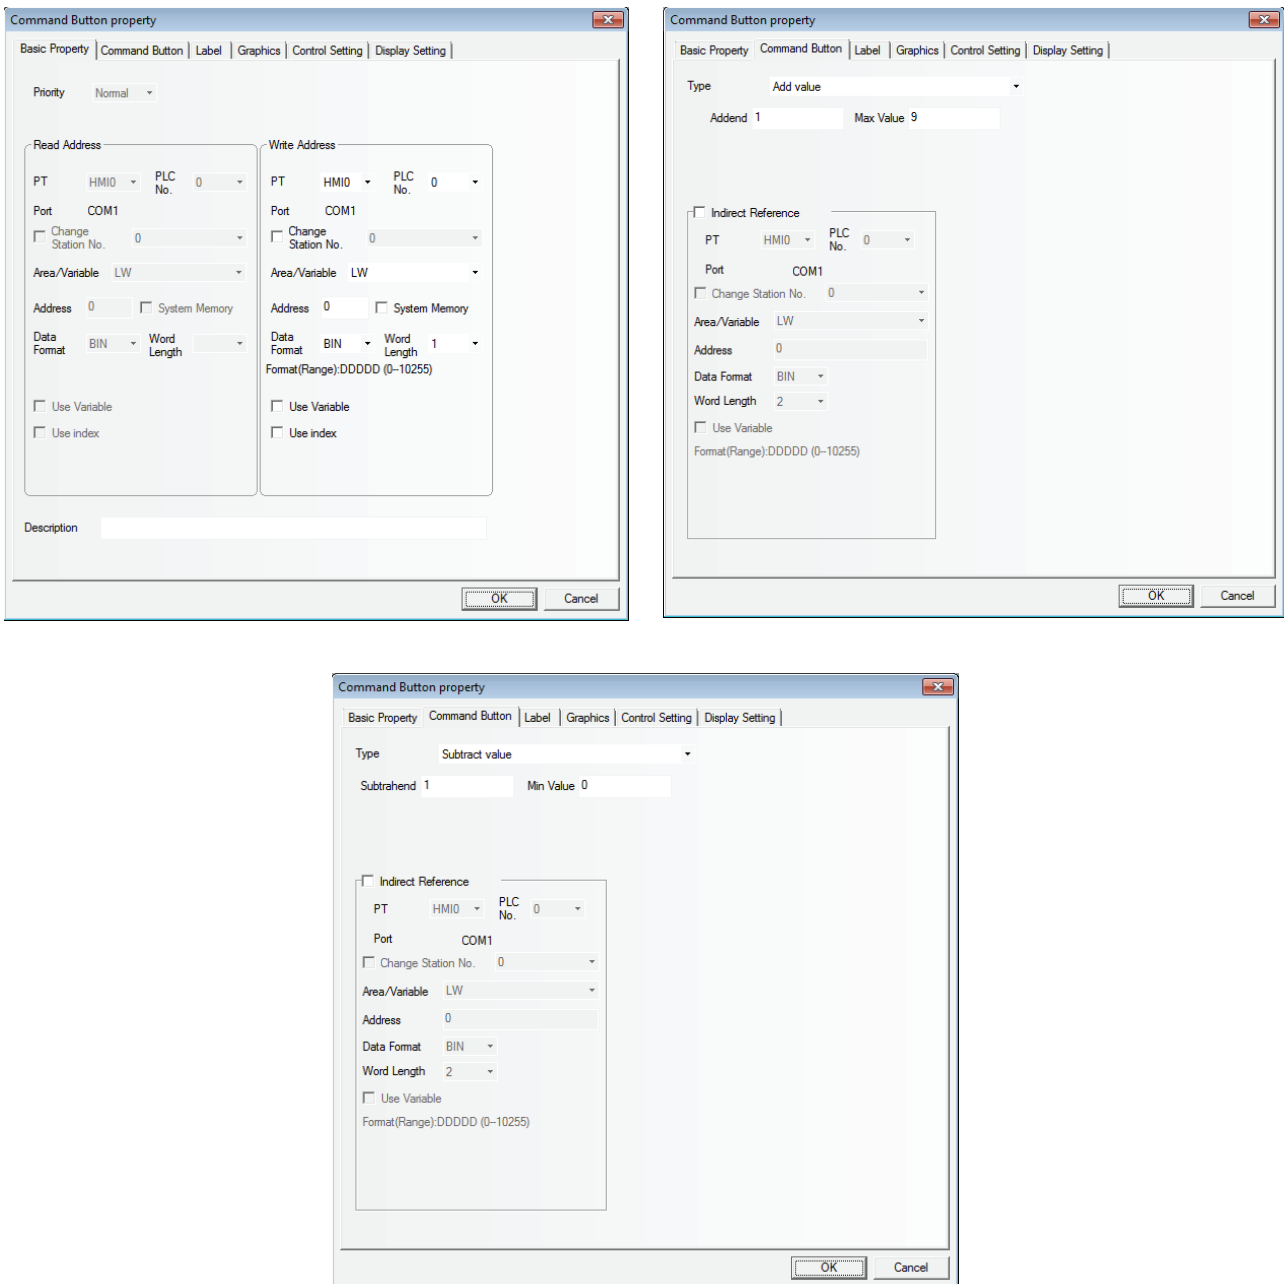 Command Button property
Basic Property Command Button Label Graphics Control Setting Display Setting
Priority Normal
Read Address Write Address
PT HMI0 PLC No. 0 PT HMI0 PLC No. 0
Port COM1 Port COM1
Change Station No. 0 Change Station No. 0
Area/Variable LW Area/Variable LW
Address 0 System Memory Address 0 System Memory
Data Format BIN Word Length Data Format BIN Word Length 1
Format(Range):DDDDD (0--10255)
Use Variable Use Variable
Use index Use index
Description
OK Cancel
Command Button property
Basic Property Command Button Label Graphics Control Setting Display Setting
Type Add value
Addend 1 Max Value 9
Indirect Reference
PT HMI0 PLC No. 0
Port COM1
Change Station No. 0
Area/Variable LW
Address 0
Data Format BIN
Word Length 2
Use Variable
Format(Range):DDDDD (0--10255)
OK Cancel
Command Button property
Basic Property Command Button Label Graphics Control Setting Display Setting
Type Subtract value
Subtrahend 1 Min Value 0
Indirect Reference
PT HMI0 PLC No. 0
Port COM1
Change Station No. 0
Area/Variable LW
Address 0
Data Format BIN
Word Length 2
Use Variable
Format(Range):DDDDD (0--10255)
OK Cancel